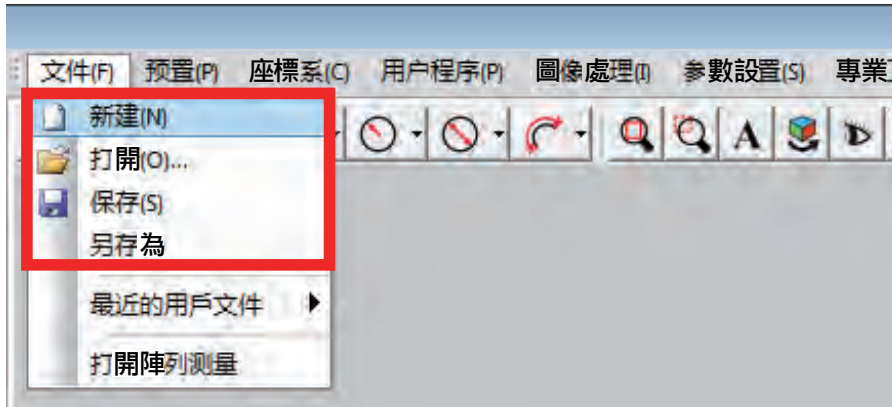 文件(F) 预置(P) 座標系(C) 用户程序(P) 圖像處理(I) 参數設置(S) 專業
新建(N)
打開(O)...
保存(S)
另存為
最近的用戶文件
打開陣列测量
A